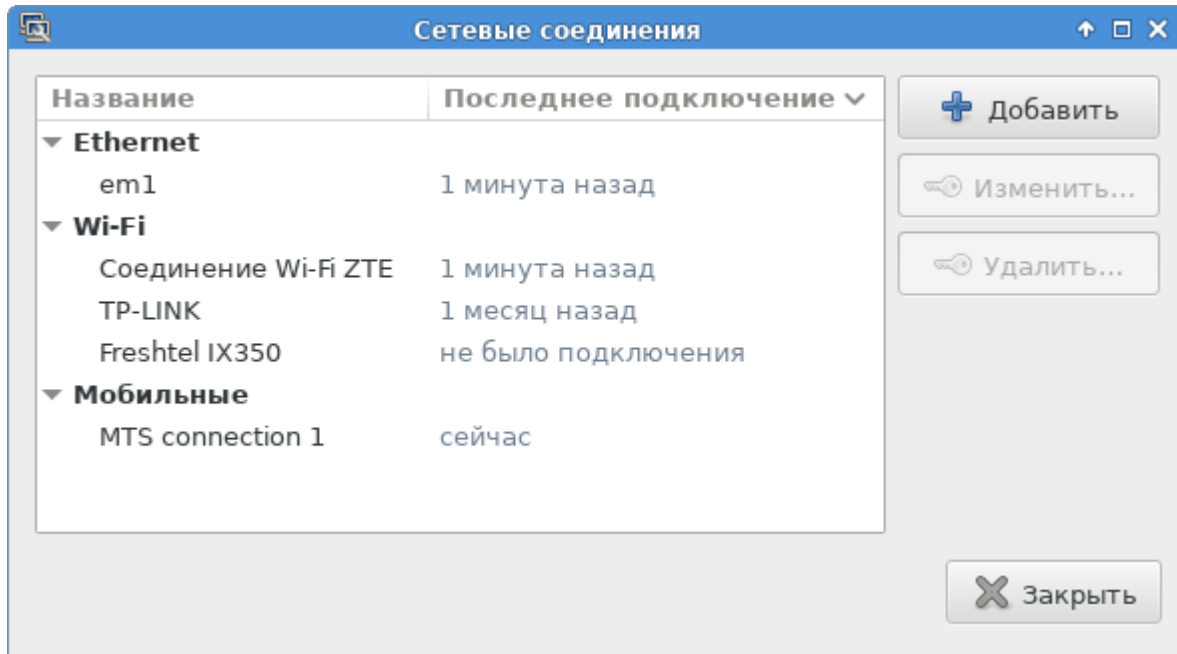 Сетевые соединения
Название Последнее подключение
Добавить
Ethernet
em1 1 минута назад
Изменить...
Wi-Fi
Соединение Wi-Fi ZTE 1 минута назад
Удалить...
TP-LINK 1 месяц назад
Freshtel IX350 не было подключения
Мобильные
MTS connection 1 сейчас
Закрыть